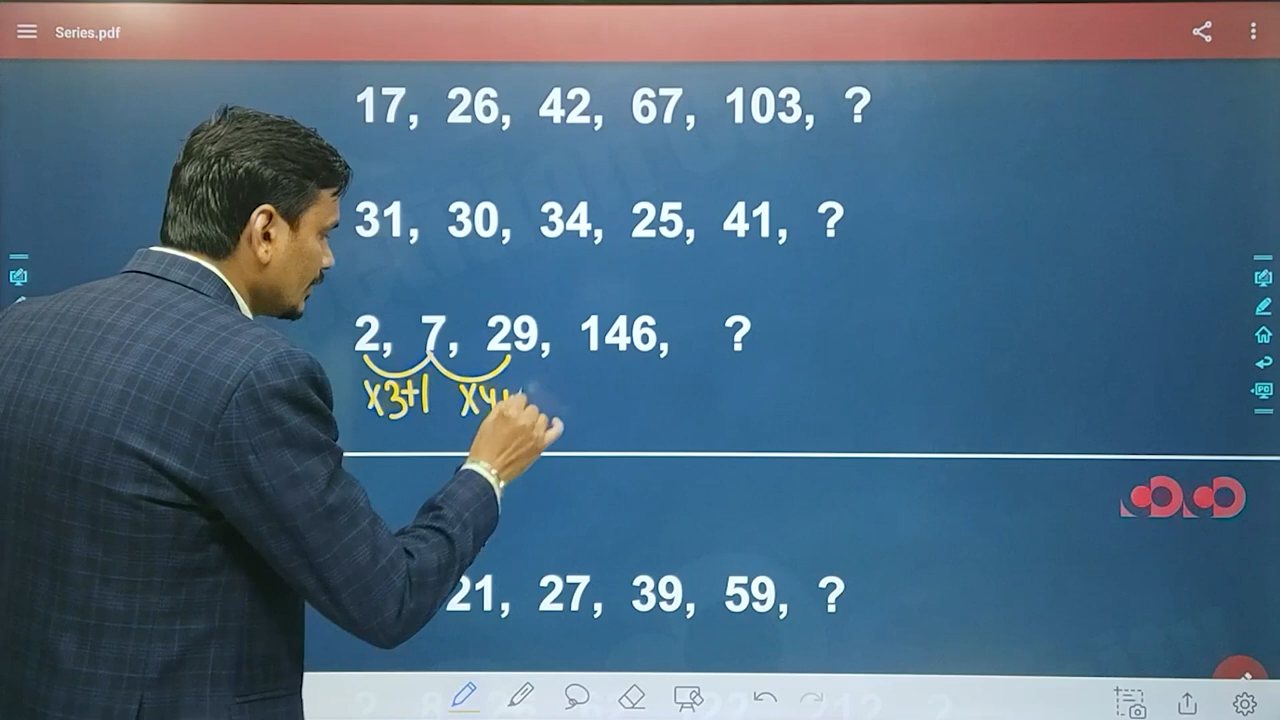 Series.pdf
17, 26, 42, 67, 103, ?
31, 30, 34, 25, 41, ?
2, 7, 29, 146, ?
x3+1 x4+
21, 27, 39, 59, ?